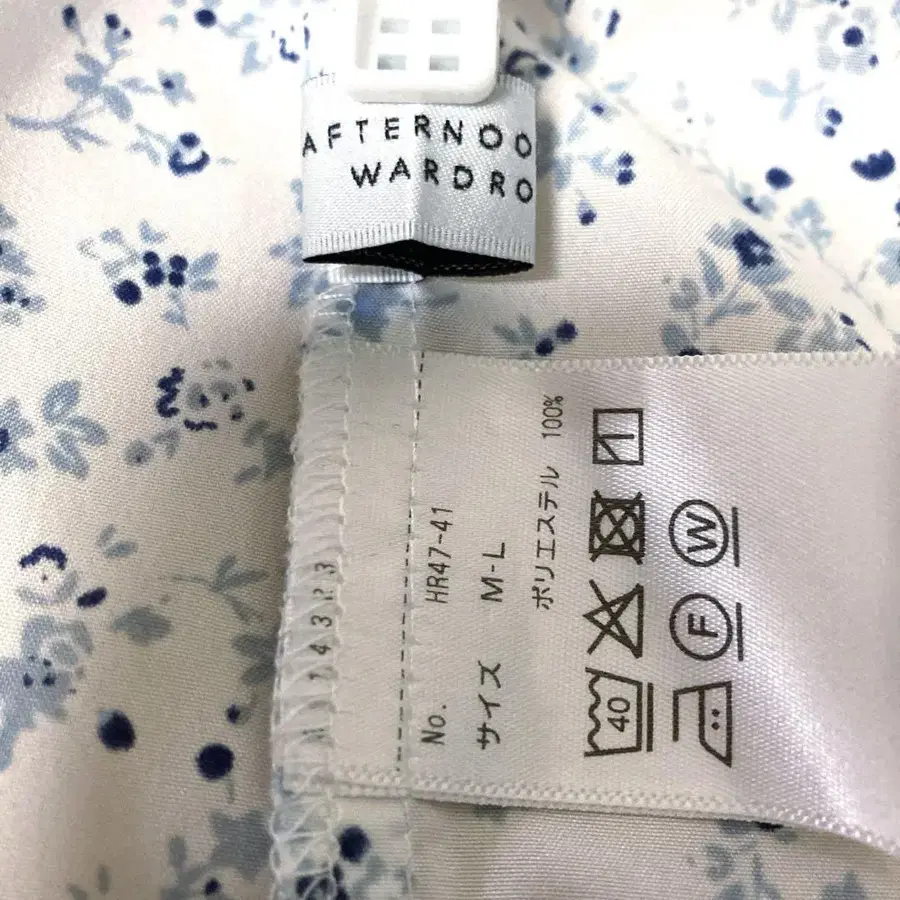 AFTERNOO
WARDRO
No. HR47-41
サイズ M-L
ポリエステル 100%
40
F
W